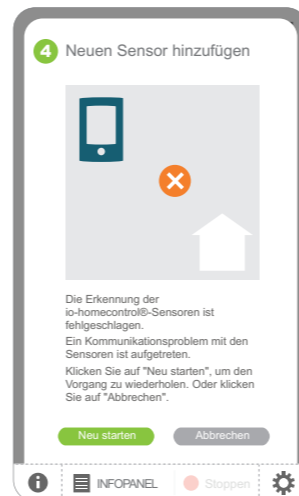 4 Neuen Sensor hinzufügen
Die Erkennung der
io-homecontrol®-Sensoren ist
fehlgeschlagen.
Ein Kommunikationsproblem mit den
Sensoren ist aufgetreten.
Klicken Sie auf "Neu starten", um den
Vorgang zu wiederholen. Oder klicken
Sie auf "Abbrechen".
Neu starten Abbrechen
INFOPANEL Stoppen